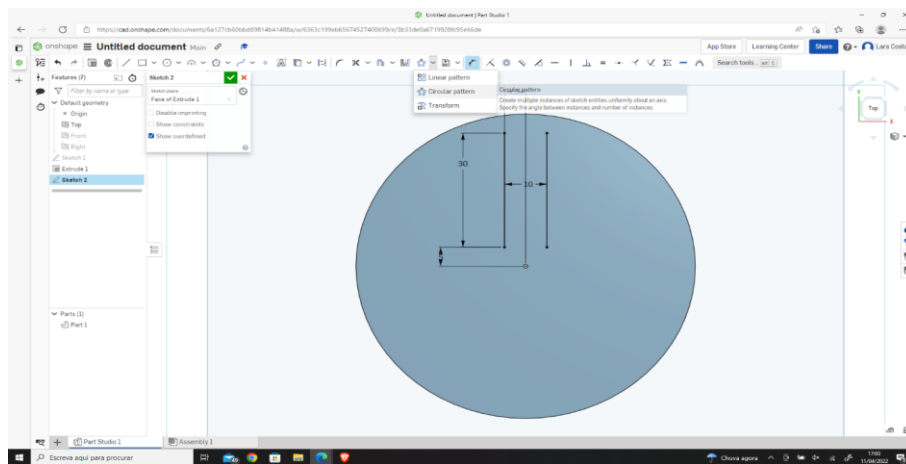 Untitled document | Part Studio 1
https://cad.onshape.com/documents/
onshape Untitled document Main
App Store Learning Center Share Lara Costa
Search tools...
Features (7)
Filter by name or type
Default geometry
Origin
Top
Front
Right
Sketch 1
Extrude 1
Sketch 2
Parts (1)
Part 1
Sketch 2
Sketch plane
Face of Extrude 1
Disable imprinting
Show constraints
Show overdefined
Linear pattern
Circular pattern
Transform
Circular pattern
Create multiple instances of sketch entities uniformly about an axis.
Specify the angle between instances and number of instances.
30
10
5
Top
Part Studio 1 Assembly 1
Escreva aqui para procurar
Chuva agora
11/04/2022